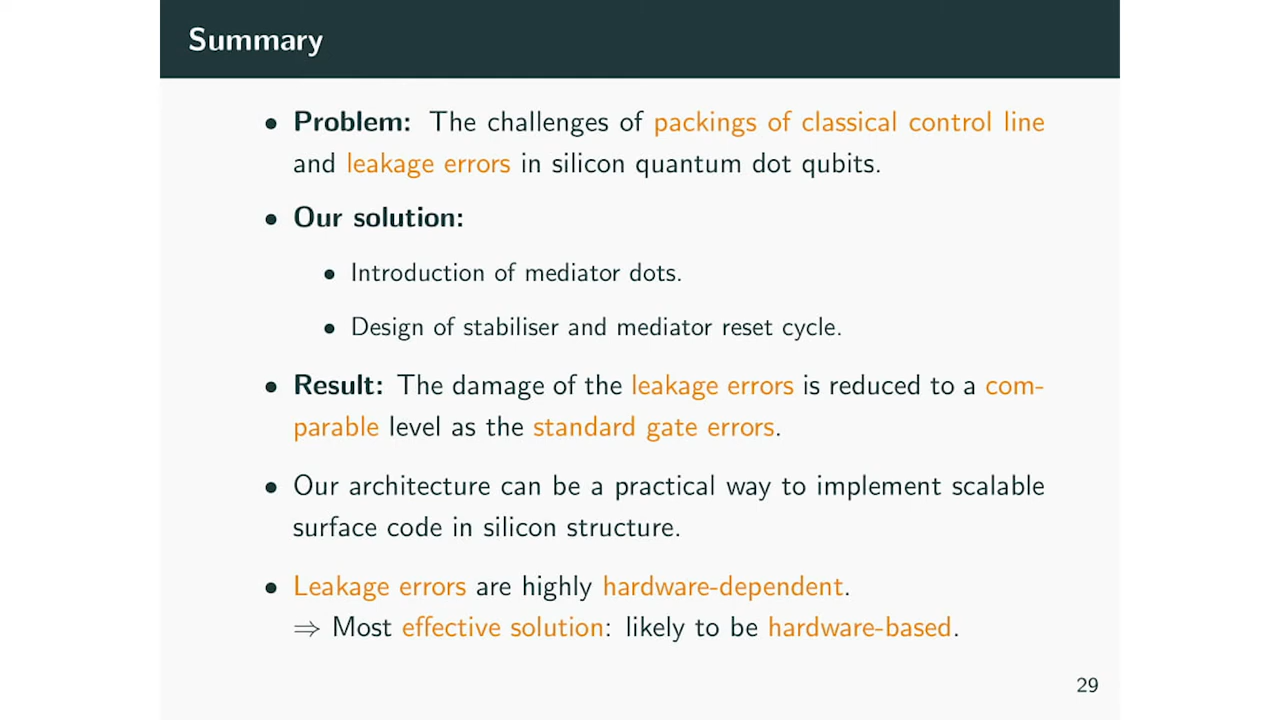 Summary
• Problem: The challenges of packings of classical control line
and leakage errors in silicon quantum dot qubits.
• Our solution:
• Introduction of mediator dots.
• Design of stabiliser and mediator reset cycle.
• Result: The damage of the leakage errors is reduced to a com-
parable level as the standard gate errors.
• Our architecture can be a practical way to implement scalable
surface code in silicon structure.
• Leakage errors are highly hardware-dependent.
⇒ Most effective solution: likely to be hardware-based.
29